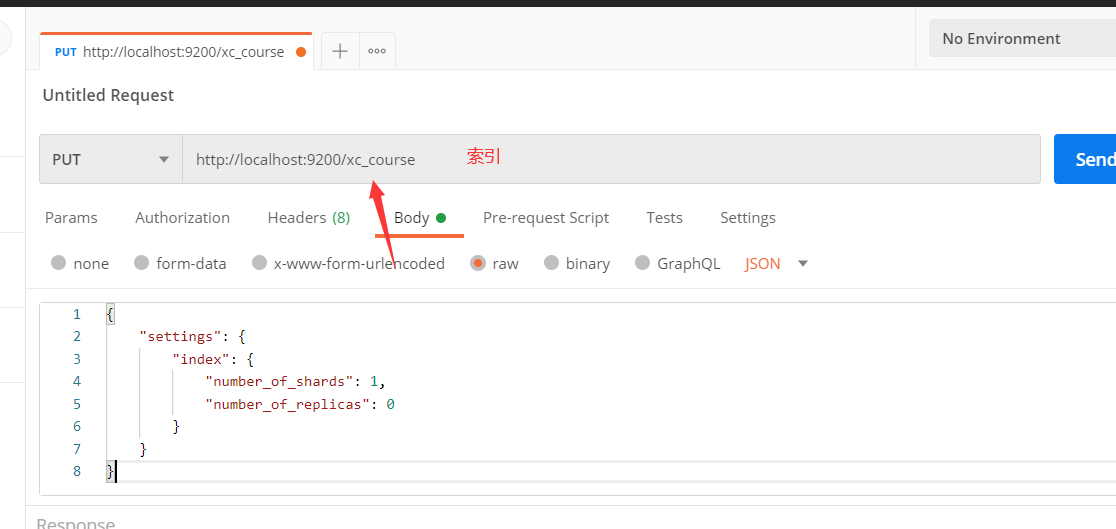 PUT http://localhost:9200/xc_course
No Environment
Untitled Request
PUT http://localhost:9200/xc_course 索引 Send
Params Authorization Headers (8) Body Pre-request Script Tests Settings
none form-data x-www-form-urlencoded raw binary GraphQL JSON
1 {
2 "settings": {
3 "index": {
4 "number_of_shards": 1,
5 "number_of_replicas": 0
6 }
7 }
8 }
Response